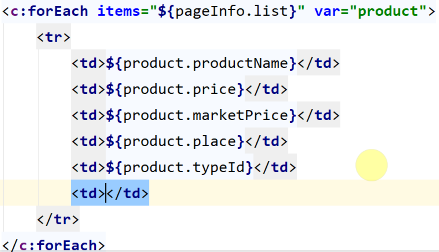 <c:forEach items="${pageInfo.list}" var="product">
<tr>
<td>${product.productName}</td>
<td>${product.price}</td>
<td>${product.marketPrice}</td>
<td>${product.place}</td>
<td>${product.typeId}</td>
<td></td>
</tr>
</c:forEach>